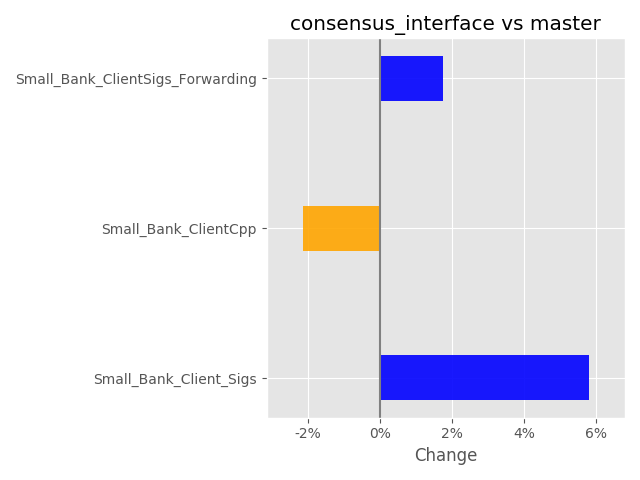 consensus_interface vs master
Small_Bank_ClientSigs_Forwarding
Small_Bank_ClientCpp
Small_Bank_Client_Sigs
-2% 0% 2% 4% 6%
Change